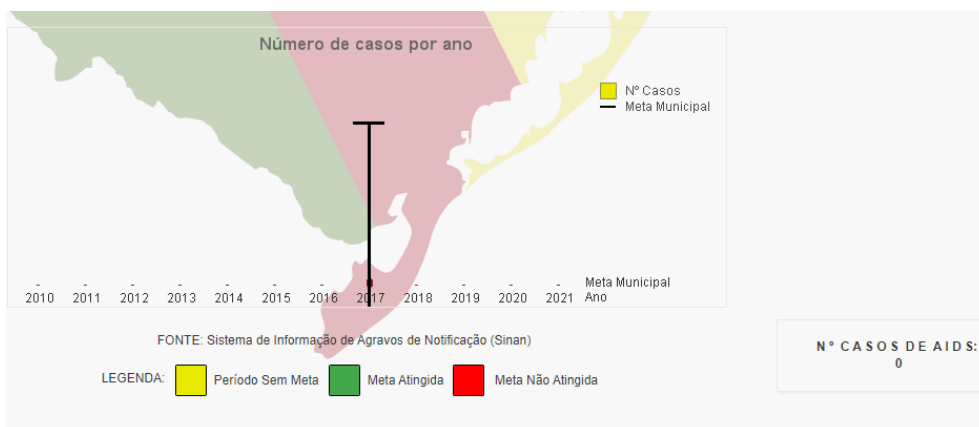 Número de casos por ano
Nº Casos
Meta Municipal
- - - - - - - - - - - Meta Municipal
2010 2011 2012 2013 2014 2015 2016 2017 2018 2019 2020 2021 Ano
FONTE: Sistema de Informação de Agravos de Notificação (Sinan)
LEGENDA: Período Sem Meta Meta Atingida Meta Não Atingida
Nº CASOS DE AIDS:
0